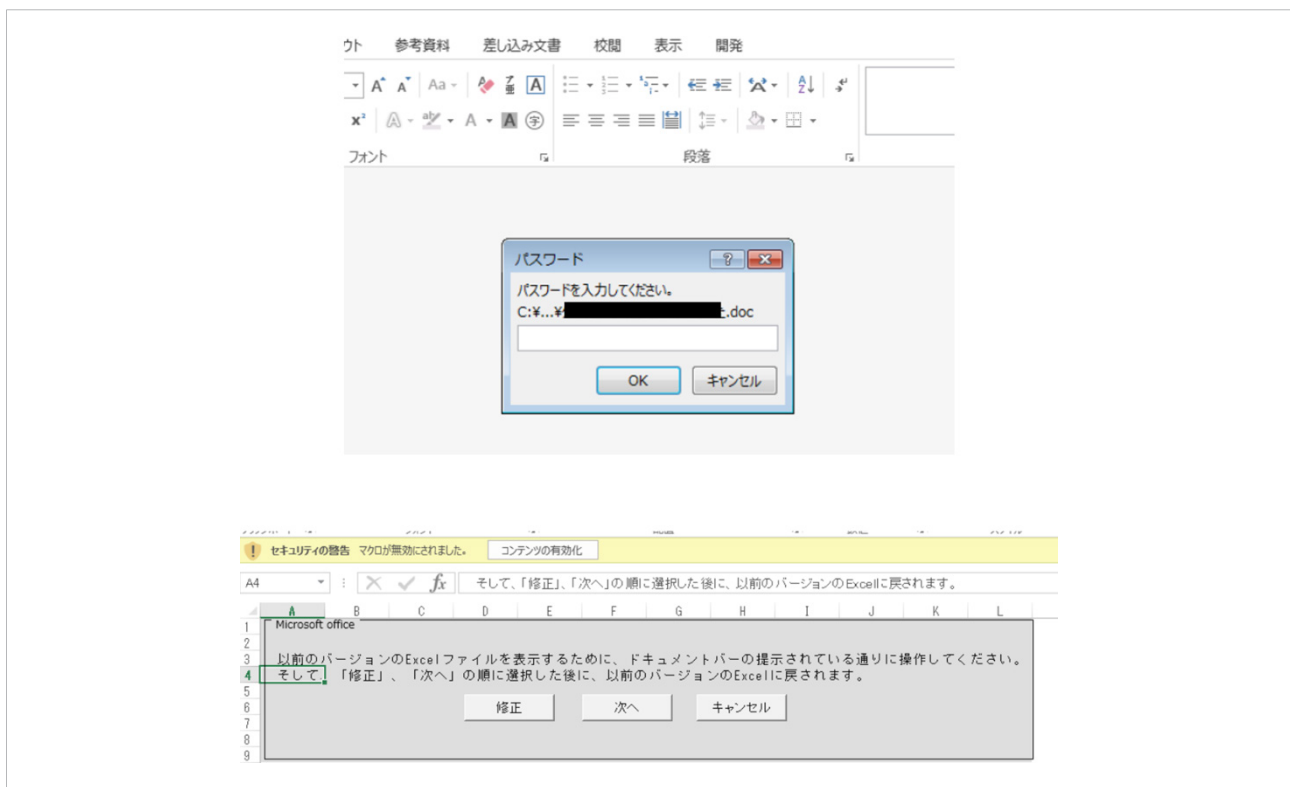 ウト 参考資料 差し込み文書 校閲 表示 開発
フォント 段落
パスワード
パスワードを入力してください。
C:¥...¥
.doc
OK キャンセル
セキュリティの警告 マクロが無効にされました。 コンテンツの有効化
A4 fx そして、「修正」、「次へ」の順に選択した後に、以前のバージョンのExcelに戻されます。
A B C D E F G H I J K L
1 Microsoft office
2
3 以前のバージョンのExcelファイルを表示するために、ドキュメントバーの提示されている通りに操作してください。
4 そして、「修正」、「次へ」の順に選択した後に、以前のバージョンのExcelに戻されます。
5
6 修正 次へ キャンセル
7
8
9